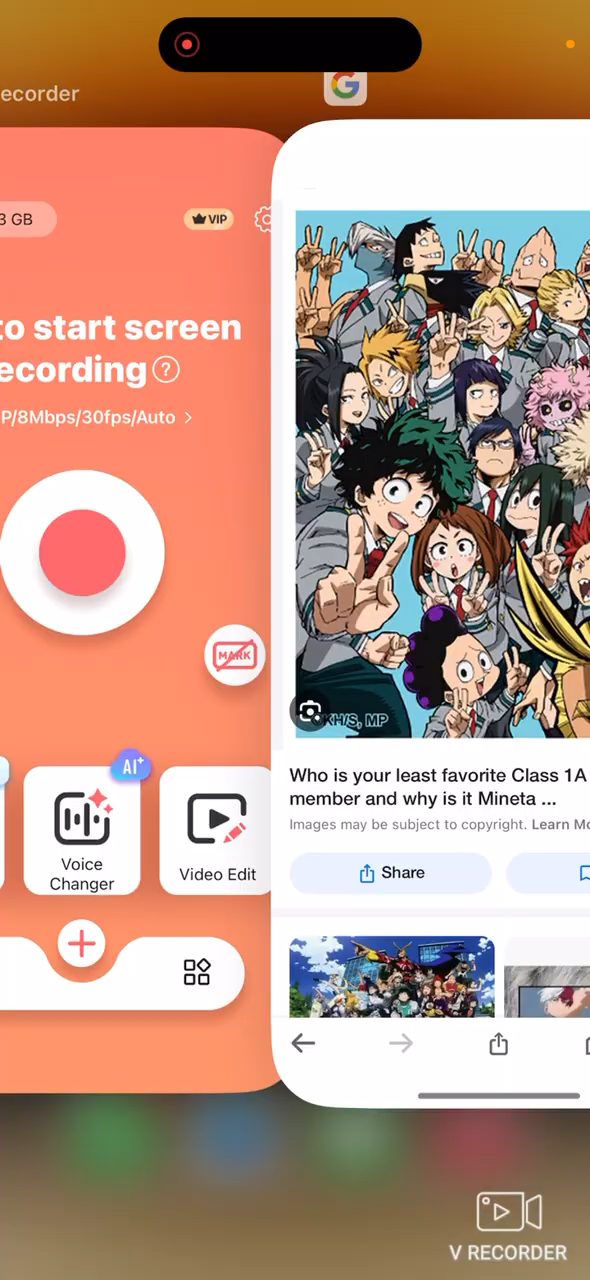 ecorder
3 GB
VIP
to start screen
ecording ?
P/8Mbps/30fps/Auto >
MARK
AI+
Voice
Changer
Video Edit
G
KH/S, MP
Who is your least favorite Class 1A
member and why is it Mineta ...
Images may be subject to copyright. Learn Mo
Share
V RECORDER